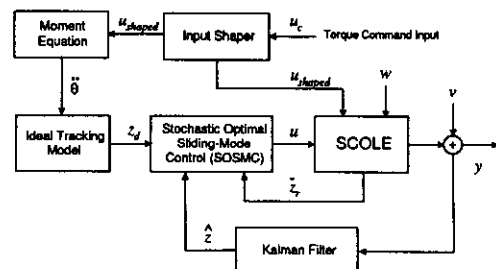 Moment
Equation
u_shaped
Input Shaper
u_c
Torque Command Input
θ̈
u_shaped
w
v
Ideal Tracking
Model
z_d
Stochastic Optimal
Sliding-Mode
Control (SOSMC)
u
SCOLE
+
y
z̈_r
ẑ
Kalman Filter